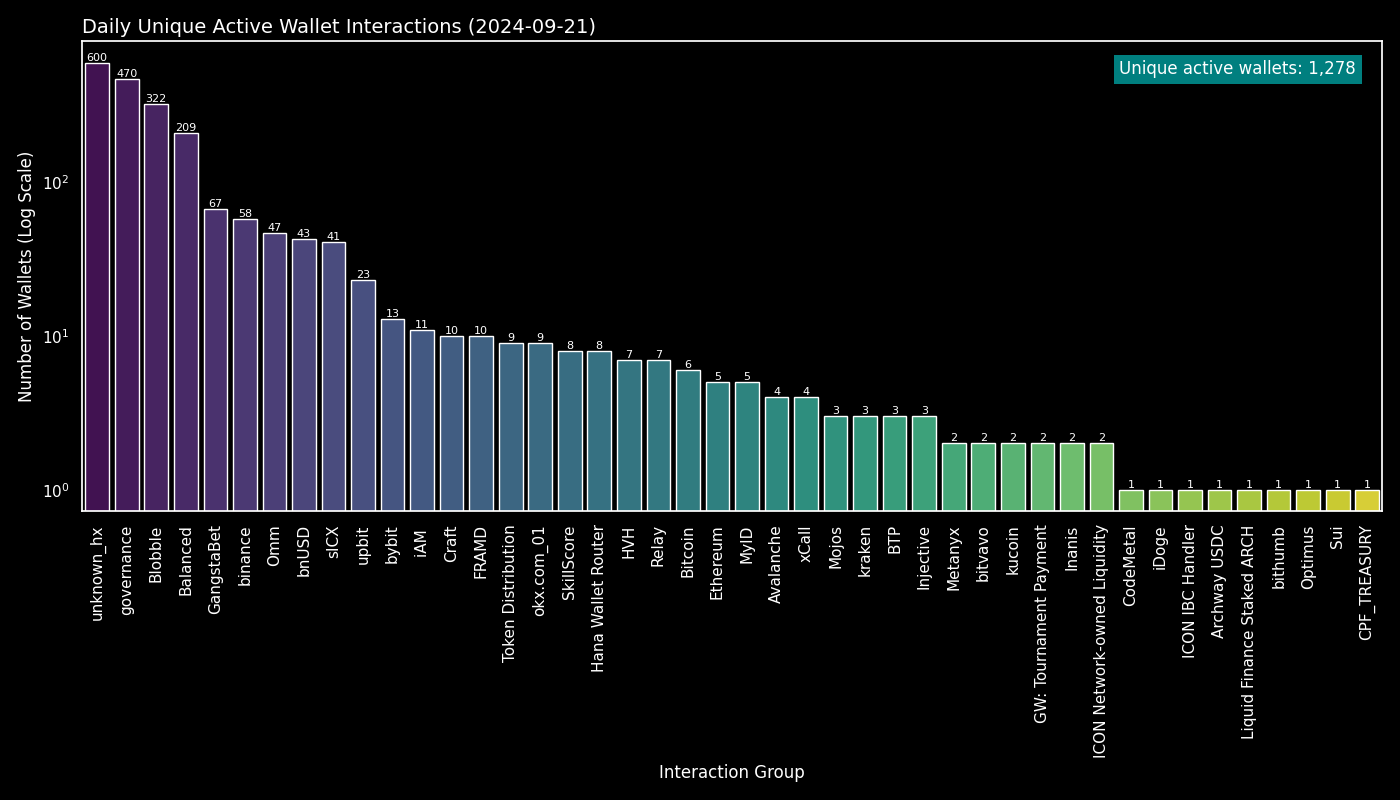 Daily Unique Active Wallet Interactions (2024-09-21)
Unique active wallets: 1,278
Number of Wallets (Log Scale)
10²
10¹
10⁰
600
470
322
209
67
58
47
43
41
23
13
11
10
10
9
9
8
8
7
7
6
5
5
4
4
3
3
3
3
2
2
2
2
2
2
1
1
1
1
1
1
1
1
1
unknown_hx
governance
Blobble
Balanced
GangstaBet
binance
Omm
bnUSD
sICX
upbit
bybit
iAM
Craft
FRAMD
Token Distribution
okx.com_01
SkillScore
Hana Wallet Router
HVH
Relay
Bitcoin
Ethereum
MyID
Avalanche
xCall
Mojos
kraken
BTP
Injective
Metanyx
bitvavo
kucoin
GW: Tournament Payment
Inanis
ICON Network-owned Liquidity
CodeMetal
iDoge
ICON IBC Handler
Archway USDC
Liquid Finance Staked ARCH
bithumb
Optimus
Sui
CPF_TREASURY
Interaction Group